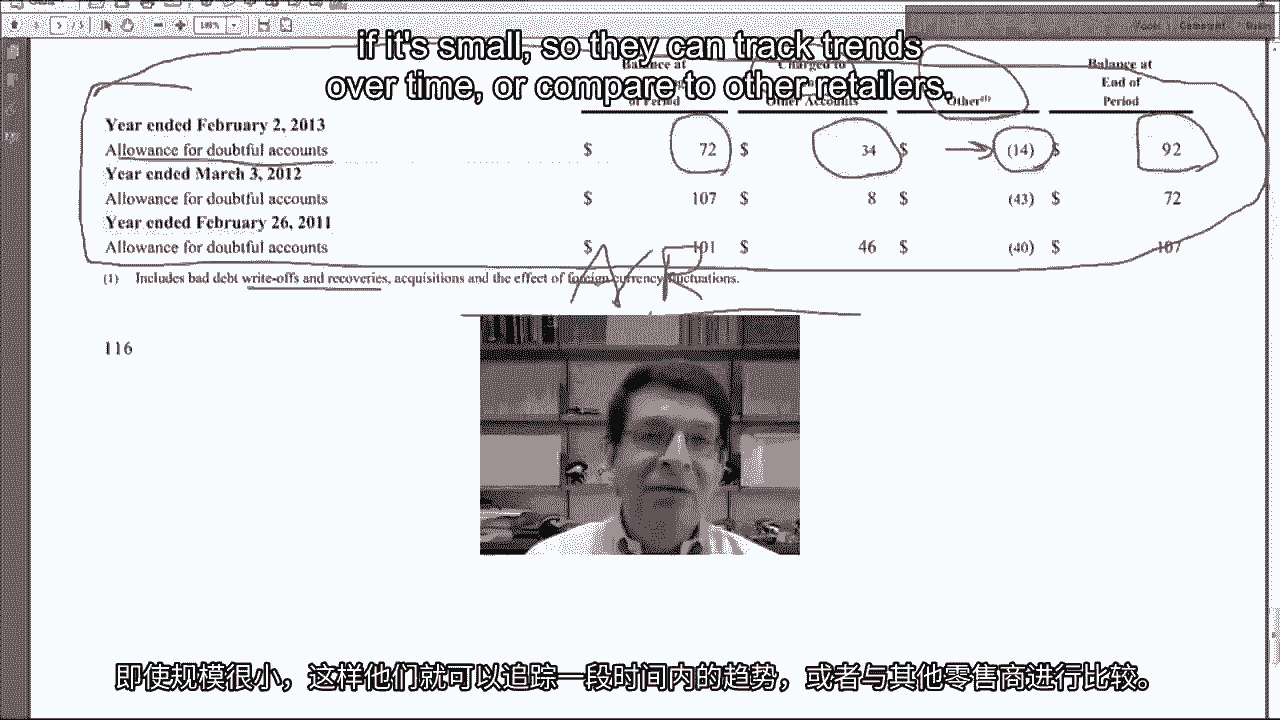 if it's small, so they can track trends
over time, or compare to other retailers.
Balance at Charged to Balance at
End of
of Period Other Accounts Other(1) Period
Year ended February 2, 2013
Allowance for doubtful accounts $ 72 $ 34 $ (14) $ 92
Year ended March 3, 2012
Allowance for doubtful accounts $ 107 $ 8 $ (43) $ 72
Year ended February 26, 2011
Allowance for doubtful accounts $ 101 $ 46 $ (40) $ 107
(1) Includes bad debt write-offs and recoveries, acquisitions and the effect of foreign currency fluctuations.
A/R
116
即使规模很小，这样他们就可以追踪一段时间内的趋势，或者与其他零售商进行比较。